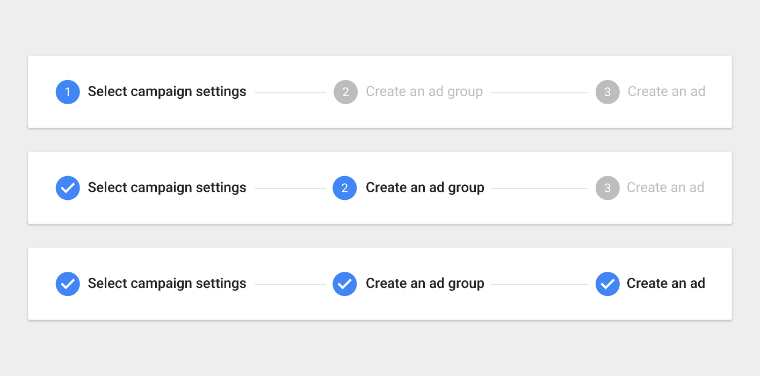 1 Select campaign settings 2 Create an ad group 3 Create an ad
Select campaign settings 2 Create an ad group 3 Create an ad
Select campaign settings Create an ad group Create an ad